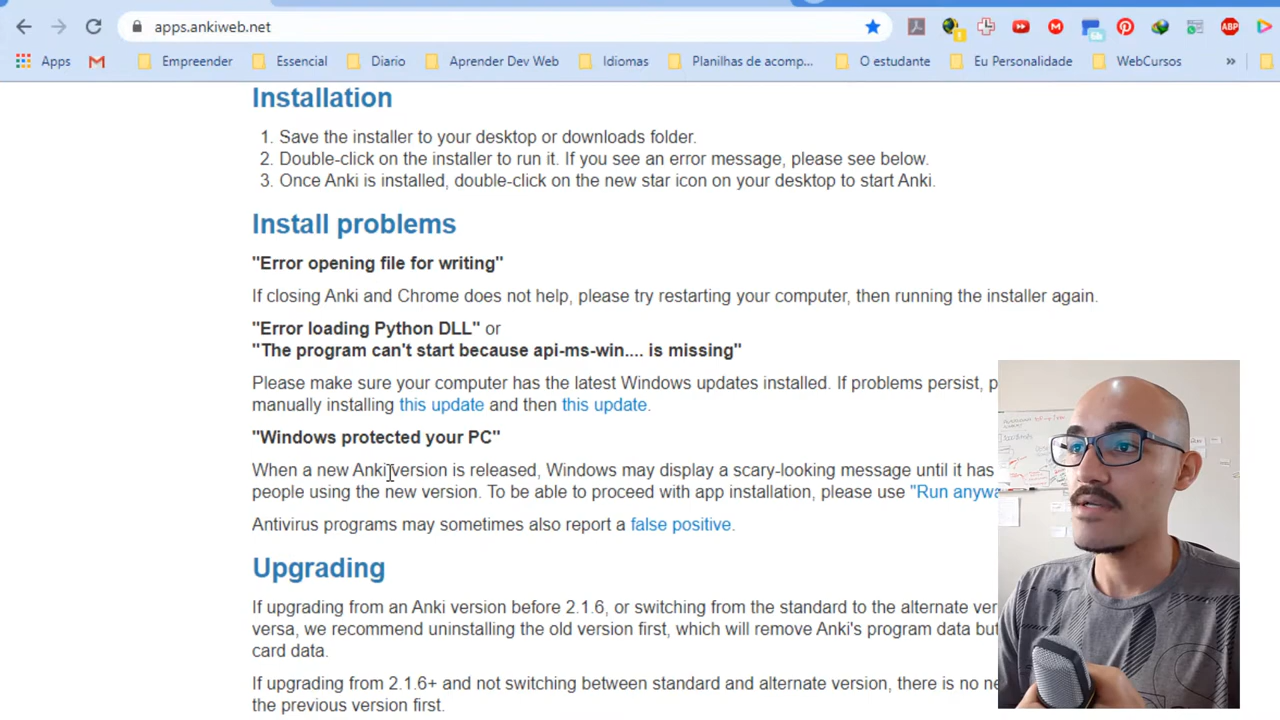 apps.ankiweb.net
Apps Empreender Essencial Diario Aprender Dev Web Idiomas Planilhas de acomp... O estudante Eu Personalidade WebCursos »
Installation
1. Save the installer to your desktop or downloads folder.
2. Double-click on the installer to run it. If you see an error message, please see below.
3. Once Anki is installed, double-click on the new star icon on your desktop to start Anki.
Install problems
"Error opening file for writing"
If closing Anki and Chrome does not help, please try restarting your computer, then running the installer again.
"Error loading Python DLL" or
"The program can't start because api-ms-win.... is missing"
Please make sure your computer has the latest Windows updates installed. If problems persist, p
manually installing this update and then this update.
"Windows protected your PC"
When a new Anki version is released, Windows may display a scary-looking message until it has
people using the new version. To be able to proceed with app installation, please use "Run anywa
Antivirus programs may sometimes also report a false positive.
Upgrading
If upgrading from an Anki version before 2.1.6, or switching from the standard to the alternate ver
versa, we recommend uninstalling the old version first, which will remove Anki's program data but
card data.
If upgrading from 2.1.6+ and not switching between standard and alternate version, there is no ne
the previous version first.